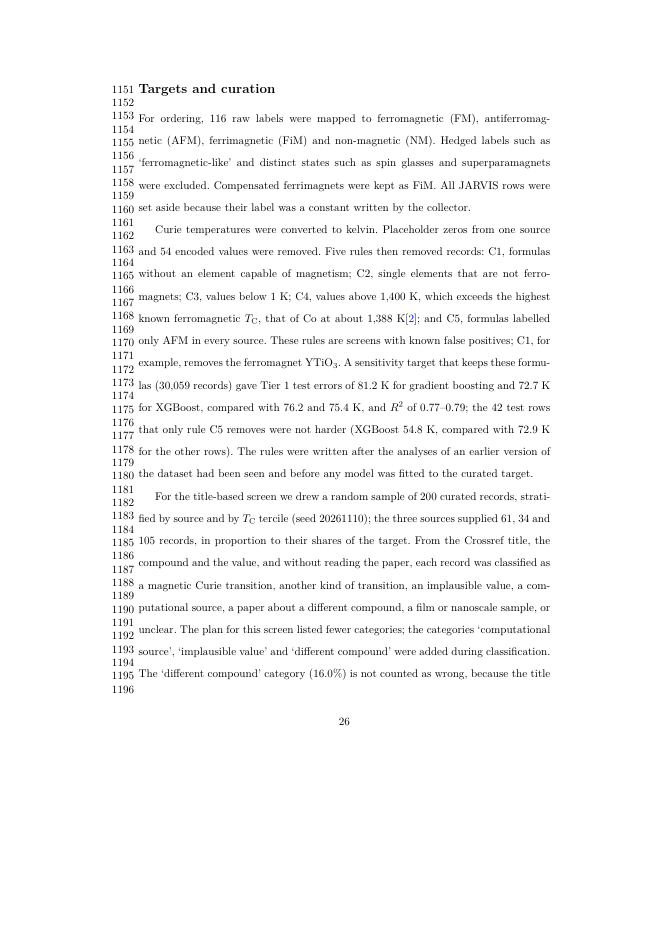 1151 Targets and curation
1152
1153 For ordering, 116 raw labels were mapped to ferromagnetic (FM), antiferromag-
1154
1155 netic (AFM), ferrimagnetic (FiM) and non-magnetic (NM). Hedged labels such as
1156
1157 ‘ferromagnetic-like’ and distinct states such as spin glasses and superparamagnets
1158 were excluded. Compensated ferrimagnets were kept as FiM. All JARVIS rows were
1159
1160 set aside because their label was a constant written by the collector.
1161
1162 Curie temperatures were converted to kelvin. Placeholder zeros from one source
1163 and 54 encoded values were removed. Five rules then removed records: C1, formulas
1164
1165 without an element capable of magnetism; C2, single elements that are not ferro-
1166
1167 magnets; C3, values below 1 K; C4, values above 1,400 K, which exceeds the highest
1168 known ferromagnetic TC, that of Co at about 1,388 K[2]; and C5, formulas labelled
1169
1170 only AFM in every source. These rules are screens with known false positives; C1, for
1171
1172 example, removes the ferromagnet YTiO3. A sensitivity target that keeps these formu-
1173 las (30,059 records) gave Tier 1 test errors of 81.2 K for gradient boosting and 72.7 K
1174
1175 for XGBoost, compared with 76.2 and 75.4 K, and R² of 0.77–0.79; the 42 test rows
1176
1177 that only rule C5 removes were not harder (XGBoost 54.8 K, compared with 72.9 K
1178 for the other rows). The rules were written after the analyses of an earlier version of
1179
1180 the dataset had been seen and before any model was fitted to the curated target.
1181
1182 For the title-based screen we drew a random sample of 200 curated records, strati-
1183 fied by source and by TC tercile (seed 20261110); the three sources supplied 61, 34 and
1184
1185 105 records, in proportion to their shares of the target. From the Crossref title, the
1186
1187 compound and the value, and without reading the paper, each record was classified as
1188 a magnetic Curie transition, another kind of transition, an implausible value, a com-
1189
1190 putational source, a paper about a different compound, a film or nanoscale sample, or
1191
1192 unclear. The plan for this screen listed fewer categories; the categories ‘computational
1193 source’, ‘implausible value’ and ‘different compound’ were added during classification.
1194
1195 The ‘different compound’ category (16.0%) is not counted as wrong, because the title
1196
26